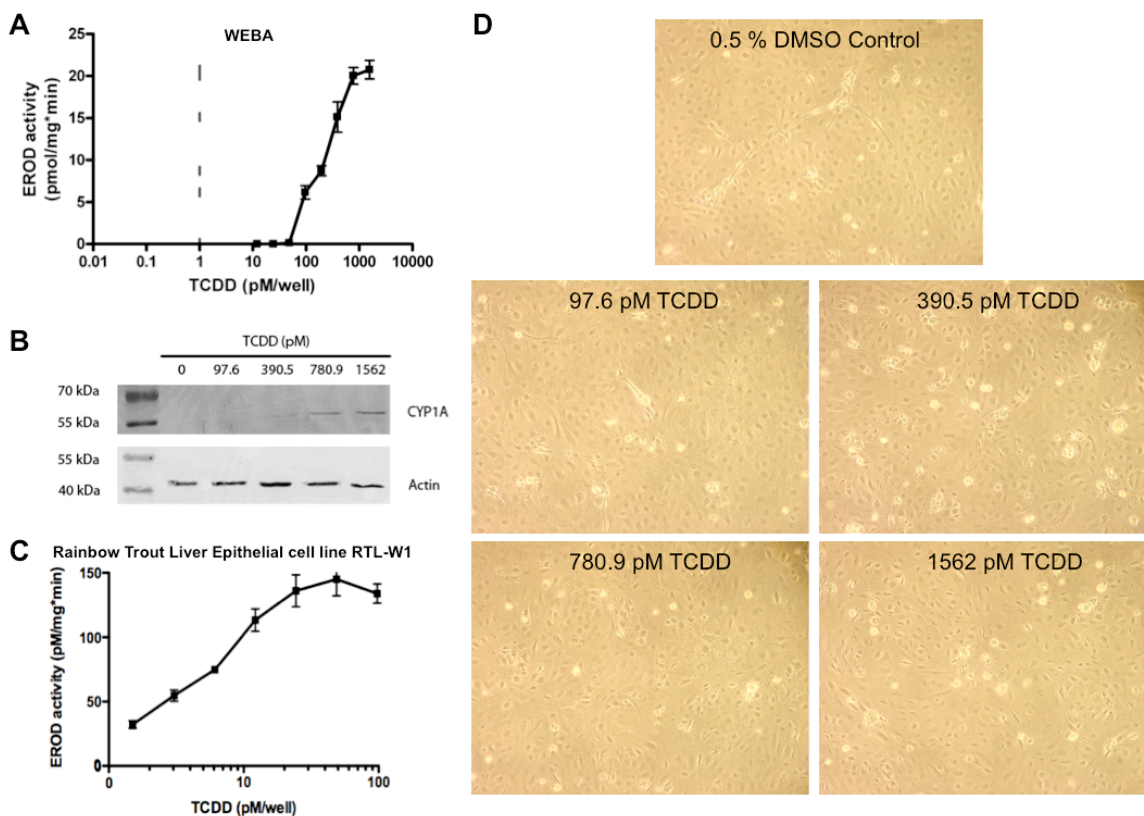 A
WEBA
EROD activity
(pmol/mg*min)
25
20
15
10
5
0
0.01 0.1 1 10 100 1000 10000
TCDD (pM/well)
B
TCDD (pM)
0 97.6 390.5 780.9 1562
70 kDa
55 kDa
CYP1A
55 kDa
40 kDa
Actin
C
Rainbow Trout Liver Epithelial cell line RTL-W1
EROD activity (pM/mg*min)
150
100
50
0
0 10 100
TCDD (pM/well)
D
0.5 % DMSO Control
97.6 pM TCDD
390.5 pM TCDD
780.9 pM TCDD
1562 pM TCDD